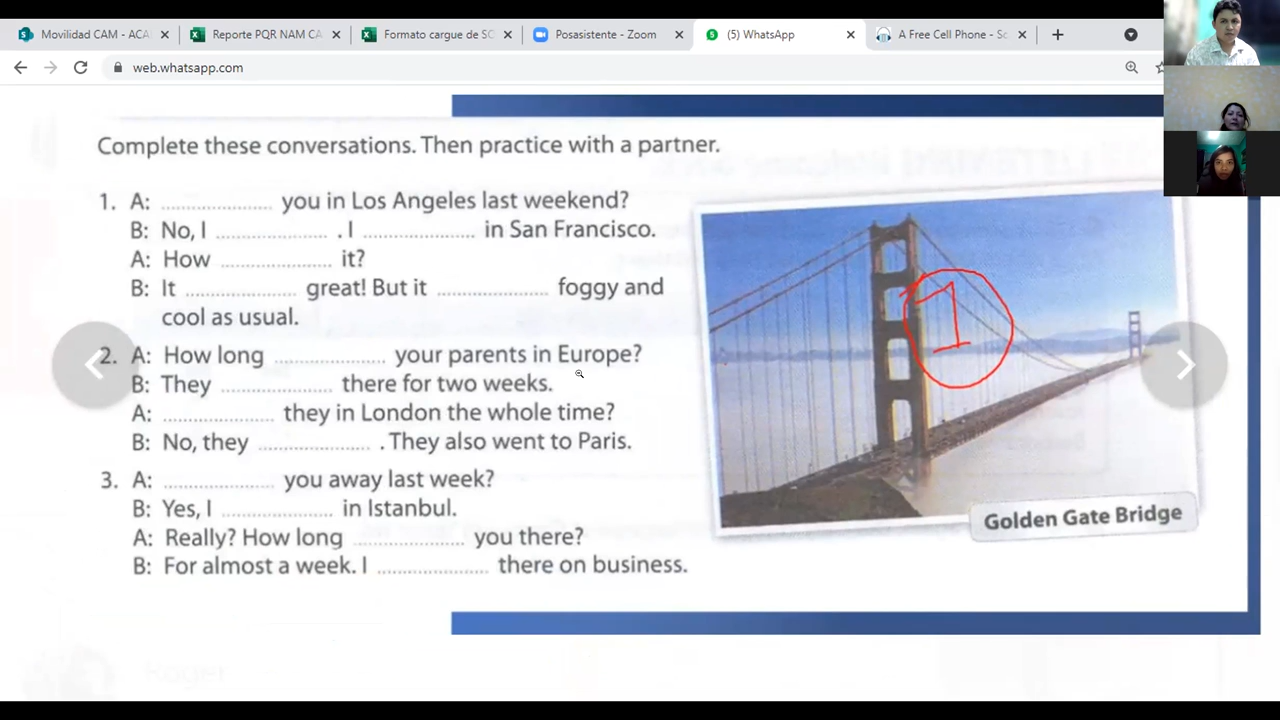 Movilidad CAM - ACA
Reporte PQR NAM CA
Formato cargue de SC
Posasistente - Zoom
(5) WhatsApp
A Free Cell Phone - Sc
web.whatsapp.com
Complete these conversations. Then practice with a partner.
1. A: .................... you in Los Angeles last weekend?
B: No, I .................... . I .................... in San Francisco.
A: How .................... it?
B: It .................... great! But it .................... foggy and
cool as usual.
2. A: How long .................... your parents in Europe?
B: They .................... there for two weeks.
A: .................... they in London the whole time?
B: No, they .................... . They also went to Paris.
3. A: .................... you away last week?
B: Yes, I .................... in Istanbul.
A: Really? How long .................... you there?
B: For almost a week. I .................... there on business.
1
Golden Gate Bridge
Roger